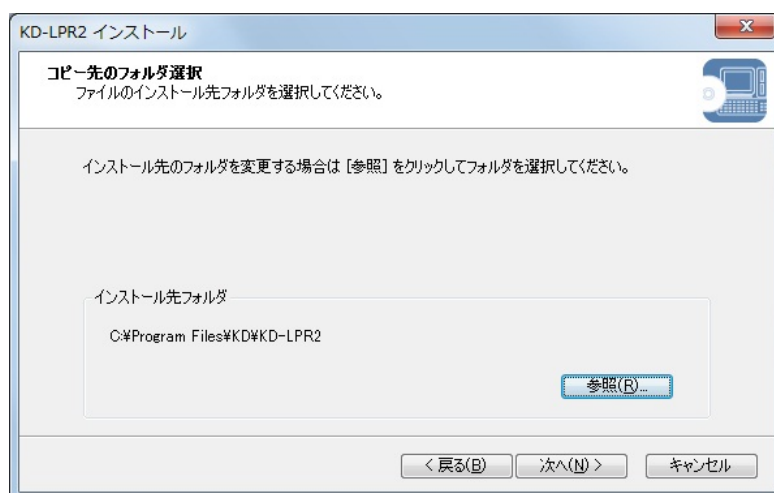 KD-LPR2 インストール
コピー先のフォルダ選択
ファイルのインストール先フォルダを選択してください。
インストール先のフォルダを変更する場合は [参照] をクリックしてフォルダを選択してください。
インストール先フォルダ
C:¥Program Files¥KD¥KD-LPR2
参照(R)...
< 戻る(B)
次へ(N) >
キャンセル